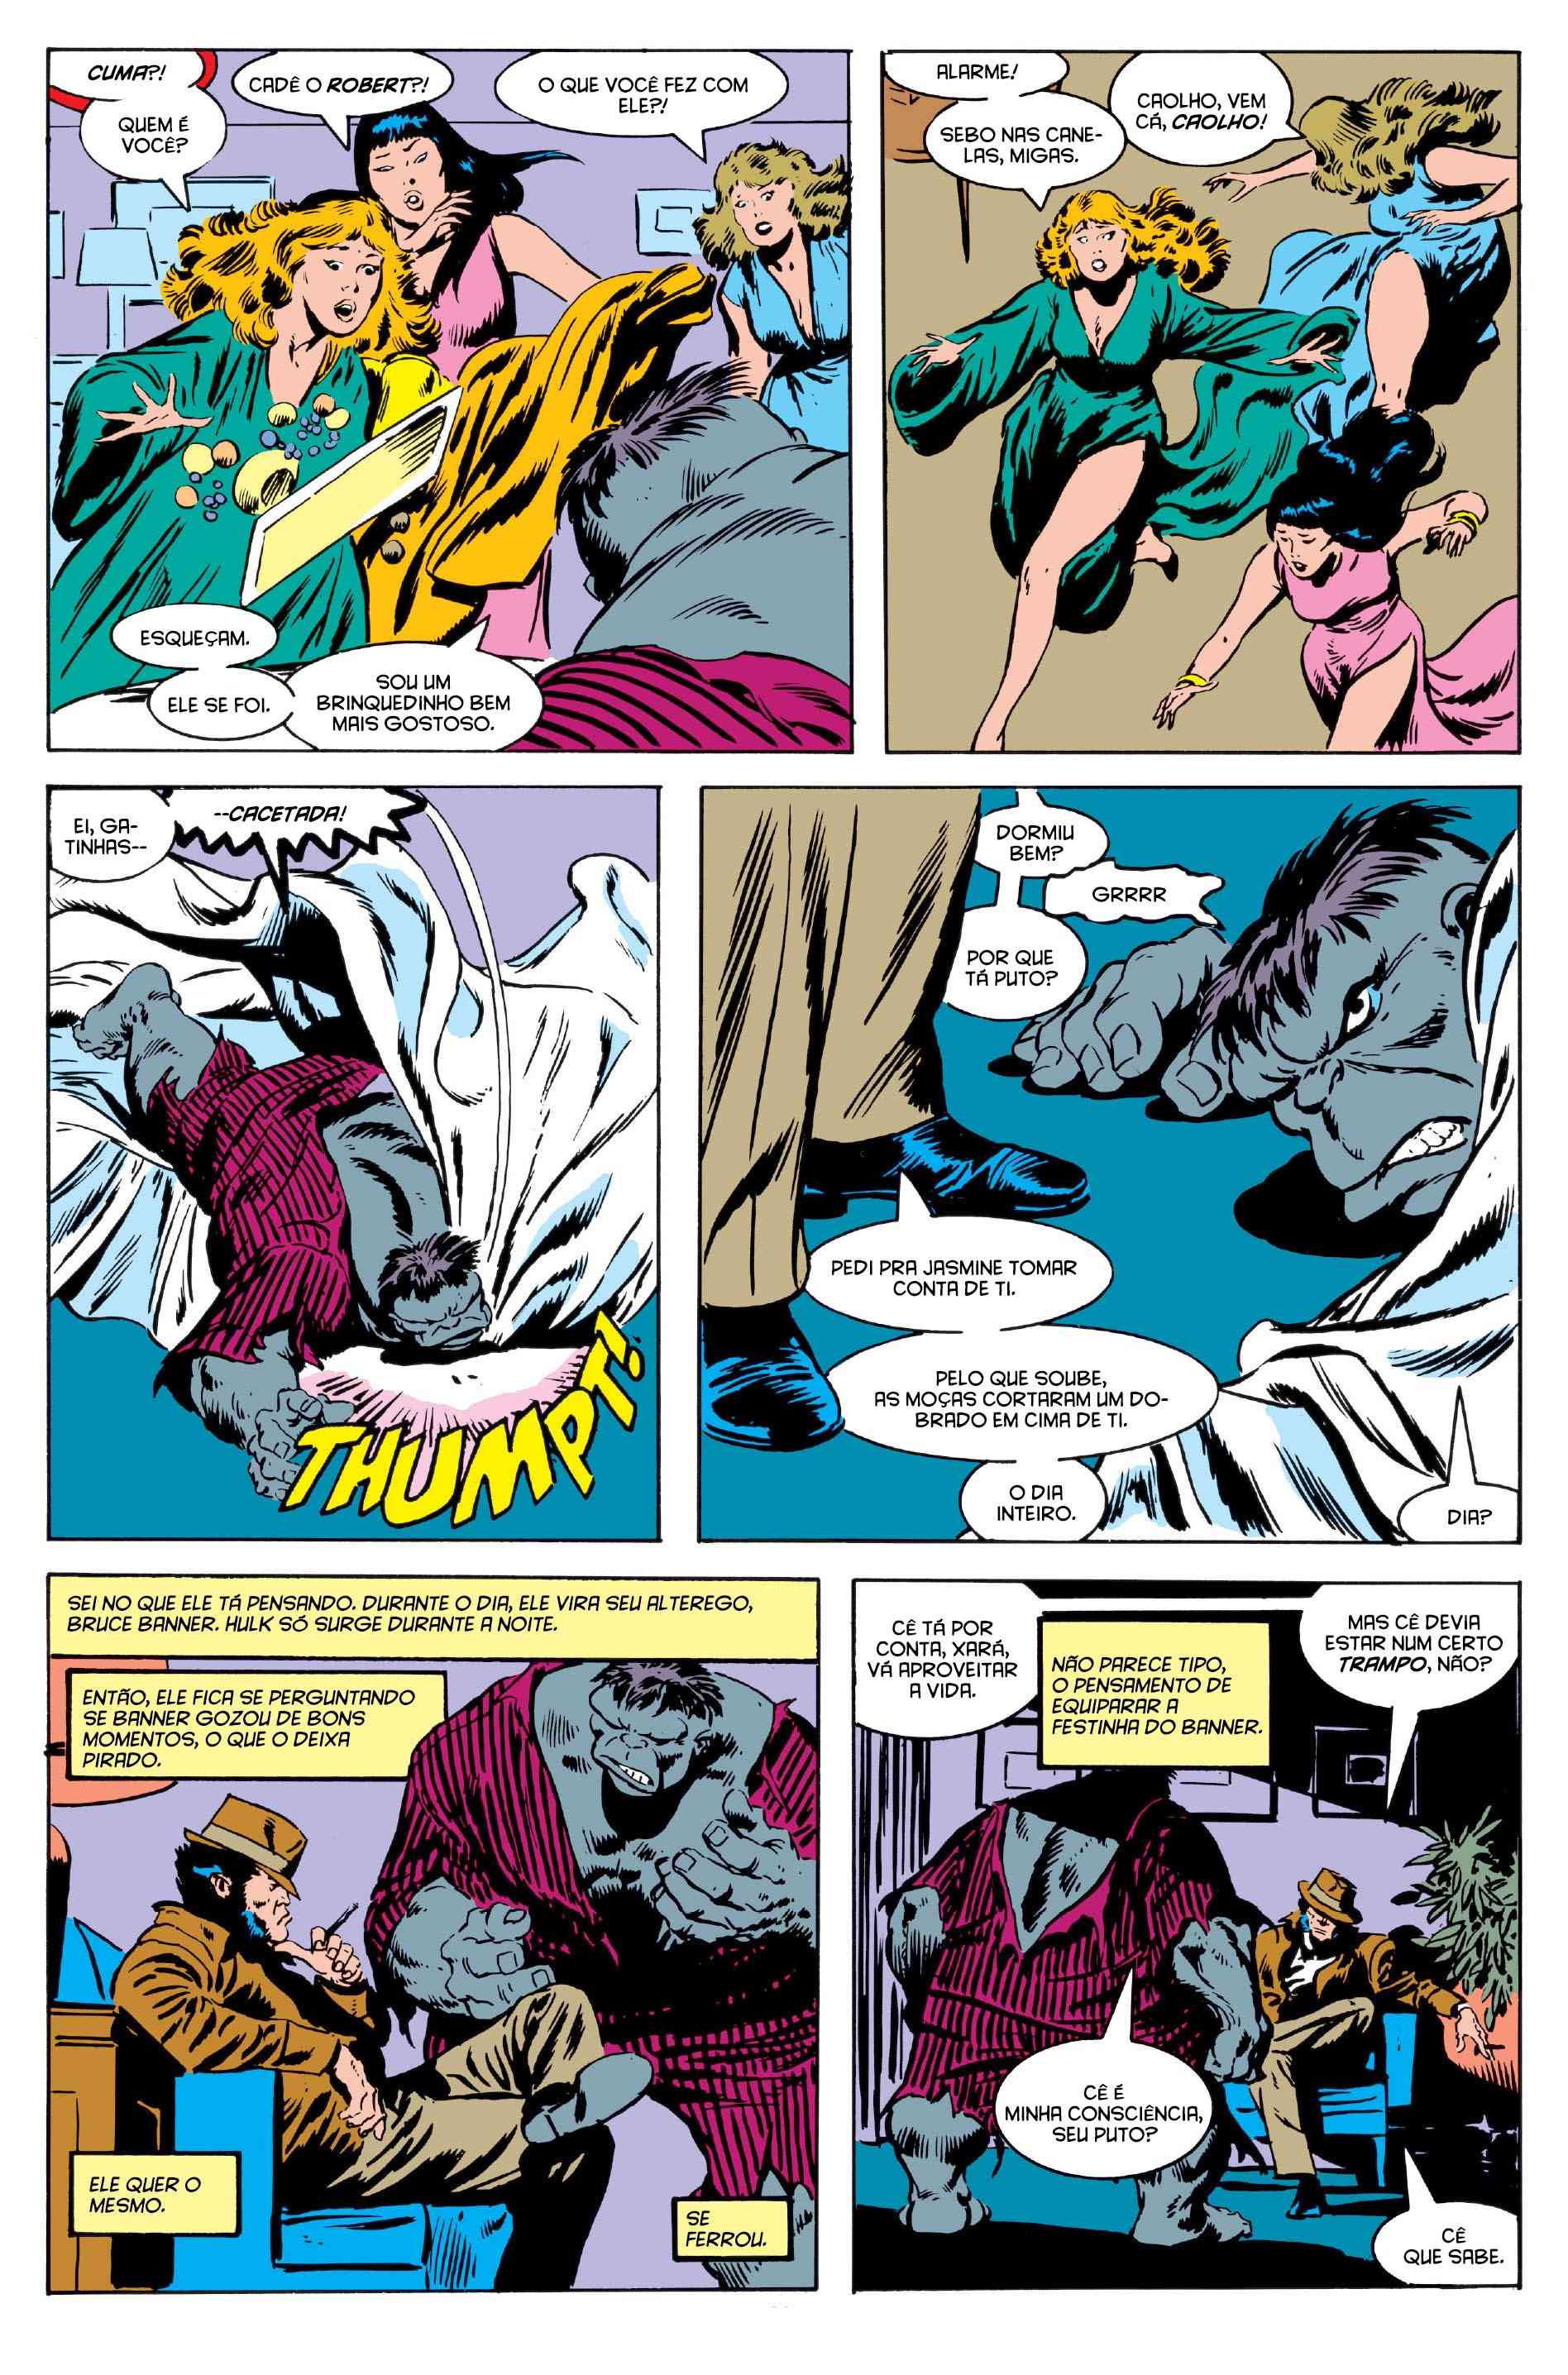 CUMA?!
QUEM É
VOCÊ?
CADÊ O ROBERT?!
O QUE VOCÊ FEZ COM
ELE?!
ESQUEÇAM.
ELE SE FOI.
SOU UM
BRINQUEDINHO BEM
MAIS GOSTOSO.
ALARME!
SEBO NAS CANE-
LAS, MIGAS.
CAOLHO, VEM
CÁ, CAOLHO!
EI, GA-
TINHAS--
--CACETADA!
THUMPT!
DORMIU
BEM?
GRRRR
POR QUE
TÁ PUTO?
PEDI PRA JASMINE TOMAR
CONTA DE TI.
PELO QUE SOUBE,
AS MOÇAS CORTARAM UM DO-
BRADO EM CIMA DE TI.
O DIA
INTEIRO.
DIA?
SEI NO QUE ELE TÁ PENSANDO. DURANTE O DIA, ELE VIRA SEU ALTEREGO,
BRUCE BANNER. HULK SÓ SURGE DURANTE A NOITE.
ENTÃO, ELE FICA SE PERGUNTANDO
SE BANNER GOZOU DE BONS
MOMENTOS, O QUE O DEIXA
PIRADO.
ELE QUER O
MESMO.
SE
FERROU.
CÊ TÁ POR
CONTA, XARÁ,
VÁ APROVEITAR
A VIDA.
NÃO PARECE TIPO,
O PENSAMENTO DE
EQUIPARAR A
FESTINHA DO BANNER.
MAS CÊ DEVIA
ESTAR NUM CERTO
TRAMPO, NÃO?
CÊ É
MINHA CONSCIÊNCIA,
SEU PUTO?
CÊ
QUE SABE.